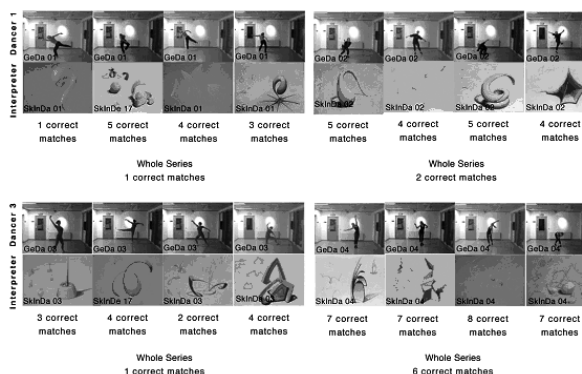 Dancer 1
GeDa 01 GeDa 01 GeDa 01 GeDa 01 GeDa 02 GeDa 02 GeDa 02 GeDa 02
Interpreter
SkInDa 01 SkInDe 17 SkInDa 01 SkInDa 01 SkInDa 02 SkInDa 02 SkInDa 02 SkInDa 02
1 correct matches 5 correct matches 4 correct matches 3 correct matches 5 correct matches 4 correct matches 5 correct matches 4 correct matches
Whole Series Whole Series
1 correct matches 2 correct matches
Dancer 3
GeDa 03 GeDa 03 GeDa 03 GeDa 03 GeDa 04 GeDa 04 GeDa 04 GeDa 04
Interpreter
SkInDa 03 SkInDe 17 SkInDa 03 SkInDa 03 SkInDa 04 SkInDa 04 SkInDa 04 SkInDa 04
3 correct matches 4 correct matches 2 correct matches 4 correct matches 7 correct matches 7 correct matches 8 correct matches 7 correct matches
Whole Series Whole Series
1 correct matches 6 correct matches